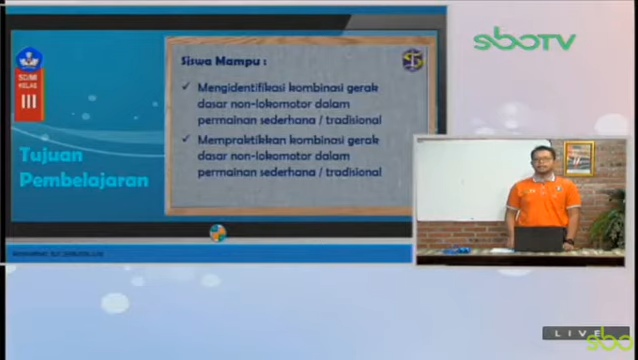 sboTV
SD/MI
KELAS
III
Tujuan
Pembelajaran
Siswa Mampu :
✓ Mengidentifikasi kombinasi gerak
dasar non-lokomotor dalam
permainan sederhana / tradisional
✓ Mempraktikkan kombinasi gerak
dasar non-lokomotor dalam
permainan sederhana / tradisional
LIVE
sbo